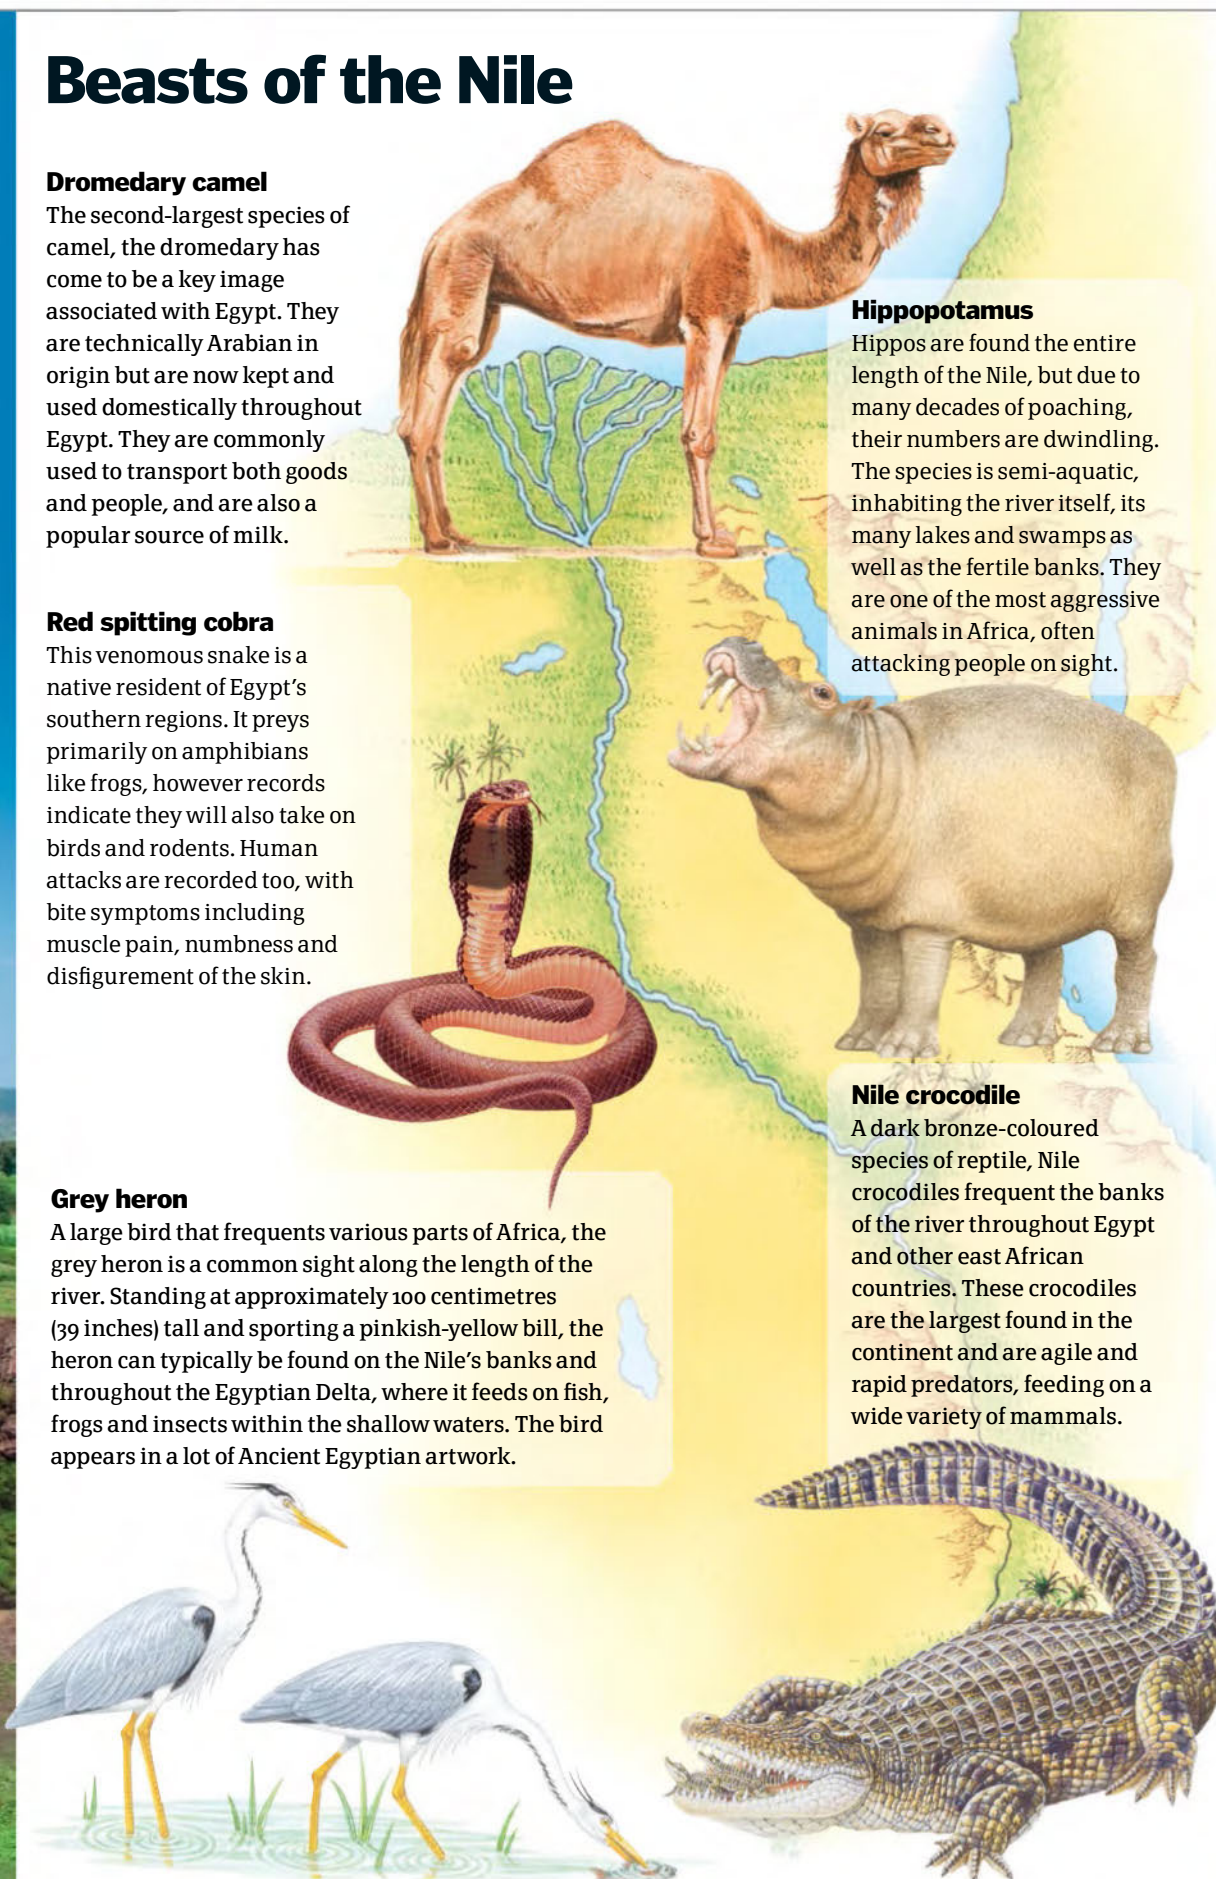 Beasts of the Nile
Dromedary camel
The second-largest species of
camel, the dromedary has
come to be a key image
associated with Egypt. They
are technically Arabian in
origin but are now kept and
used domestically throughout
Egypt. They are commonly
used to transport both goods
and people, and are also a
popular source of milk.
Hippopotamus
Hippos are found the entire
length of the Nile, but due to
many decades of poaching,
their numbers are dwindling.
The species is semi-aquatic,
inhabiting the river itself, its
many lakes and swamps as
well as the fertile banks. They
are one of the most aggressive
animals in Africa, often
attacking people on sight.
Red spitting cobra
This venomous snake is a
native resident of Egypt's
southern regions. It preys
primarily on amphibians
like frogs, however records
indicate they will also take on
birds and rodents. Human
attacks are recorded too, with
bite symptoms including
muscle pain, numbness and
disfigurement of the skin.
Nile crocodile
A dark bronze-coloured
species of reptile, Nile
crocodiles frequent the banks
of the river throughout Egypt
and other east African
countries. These crocodiles
are the largest found in the
continent and are agile and
rapid predators, feeding on a
wide variety of mammals.
Grey heron
A large bird that frequents various parts of Africa, the
grey heron is a common sight along the length of the
river. Standing at approximately 100 centimetres
(39 inches) tall and sporting a pinkish-yellow bill, the
heron can typically be found on the Nile's banks and
throughout the Egyptian Delta, where it feeds on fish,
frogs and insects within the shallow waters. The bird
appears in a lot of Ancient Egyptian artwork.